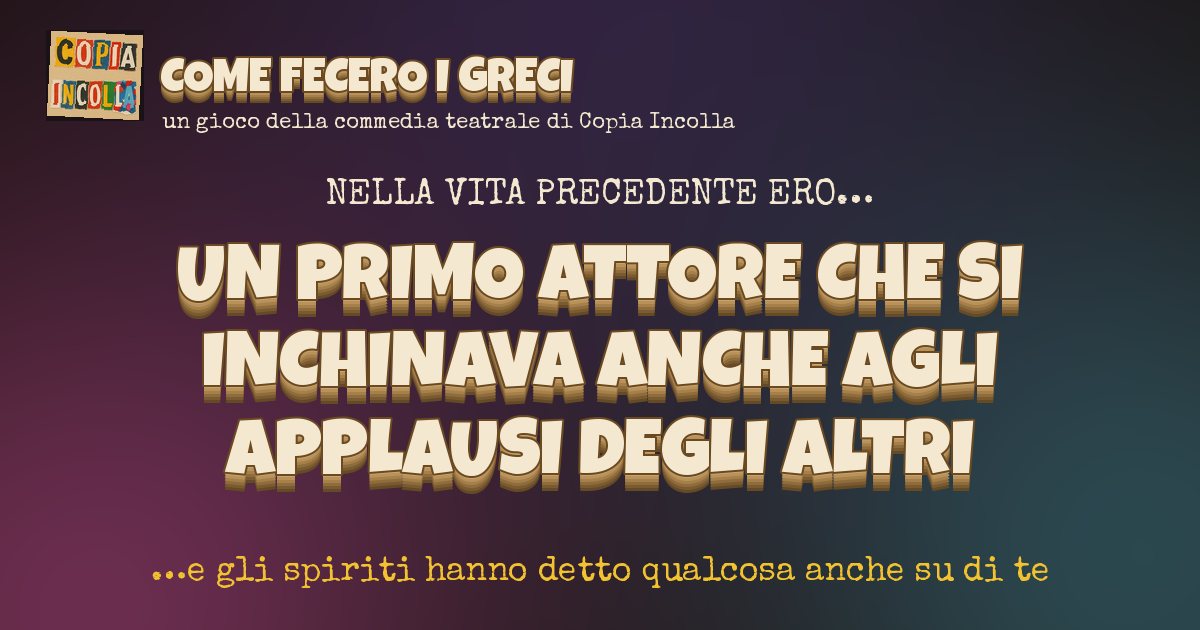 COPIA
INCOLLA
COME FECERO I GRECI
un gioco della commedia teatrale di Copia Incolla
NELLA VITA PRECEDENTE ERO...
UN PRIMO ATTORE CHE SI
INCHINAVA ANCHE AGLI
APPLAUSI DEGLI ALTRI
...e gli spiriti hanno detto qualcosa anche su di te